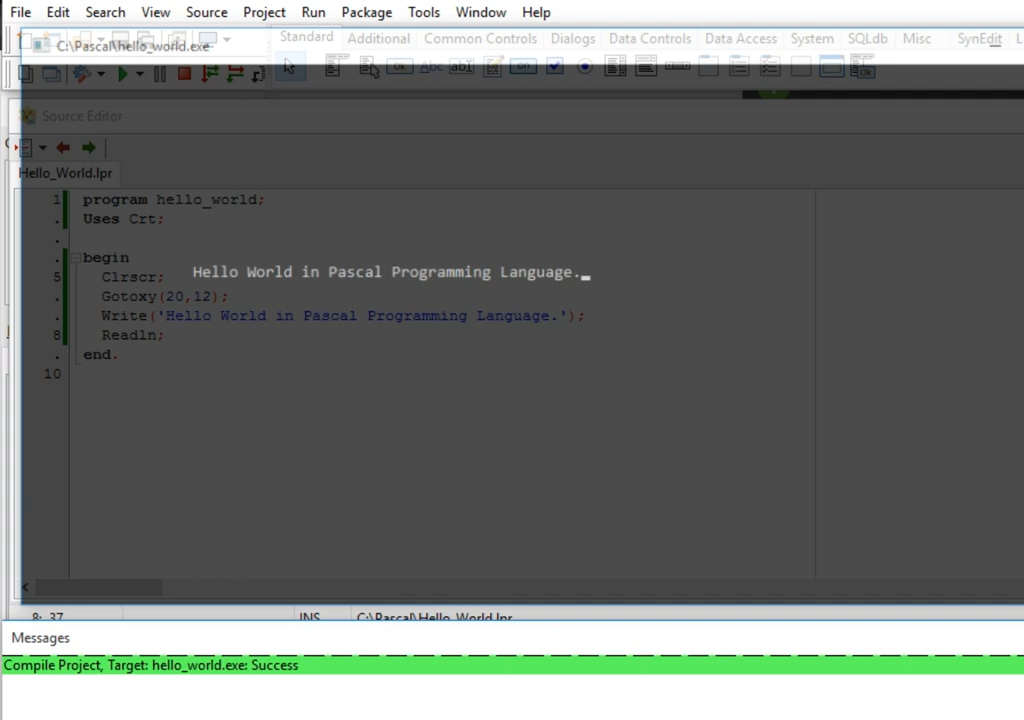 File Edit Search View Source Project Run Package Tools Window Help
C:\Pascal\hello_world.exe
Standard Additional Common Controls Dialogs Data Controls Data Access System SQLdb Misc SynEdit
Source Editor
Hello_World.lpr
1 program hello_world;
. Uses Crt;
.
. begin
5 Clrscr;
Hello World in Pascal Programming Language.
. Gotoxy(20,12);
. Write('Hello World in Pascal Programming Language.');
8 Readln;
. end.
10
8: 37 INS C:\Pascal\Hello_World.lpr
Messages
Compile Project, Target: hello_world.exe: Success